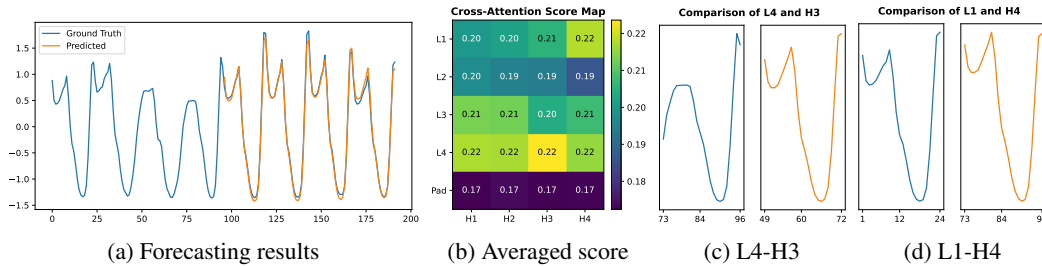 Ground Truth
Predicted
1.5
1.0
0.5
0.0
−0.5
−1.0
−1.5
0 25 50 75 100 125 150 175 200
(a) Forecasting results
Cross-Attention Score Map
L1 0.20 0.20 0.21 0.22
L2 0.20 0.19 0.19 0.19
L3 0.21 0.21 0.20 0.21
L4 0.22 0.22 0.22 0.22
Pad 0.17 0.17 0.17 0.17
H1 H2 H3 H4
0.22
0.21
0.20
0.19
0.18
(b) Averaged score
Comparison of L4 and H3
73 84 96 49 60 72
(c) L4-H3
Comparison of L1 and H4
1 12 24 73 84
(d) L1-H4